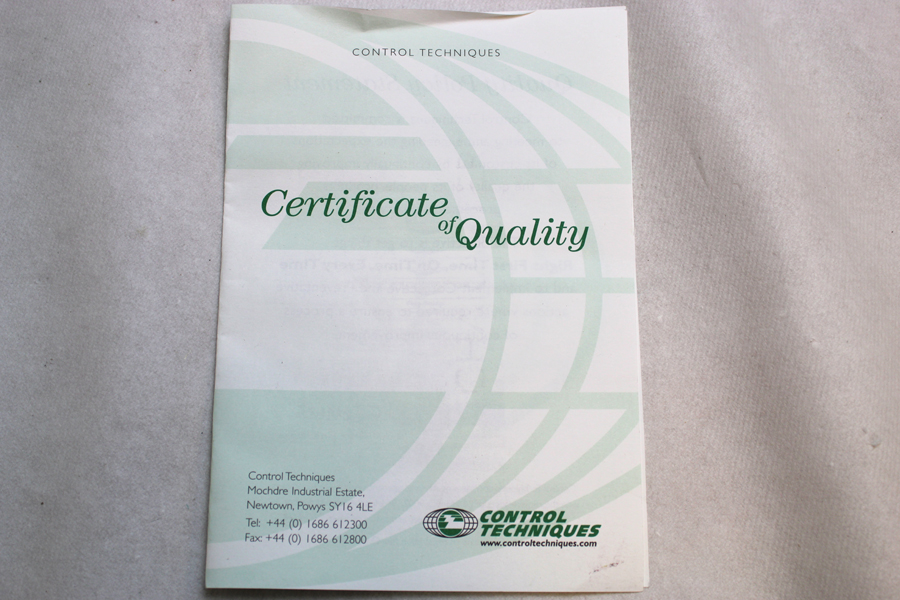 CONTROL TECHNIQUES
Certificate
of Quality
Control Techniques
Mochdre Industrial Estate,
Newtown, Powys SY16 4LE
Tel: +44 (0) 1686 612300
Fax: +44 (0) 1686 612800
CONTROL
TECHNIQUES
www.controltechniques.com